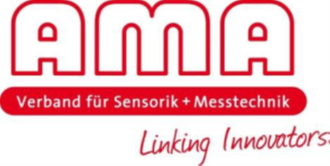 AMA
Verband für Sensorik + Messtechnik
Linking Innovators